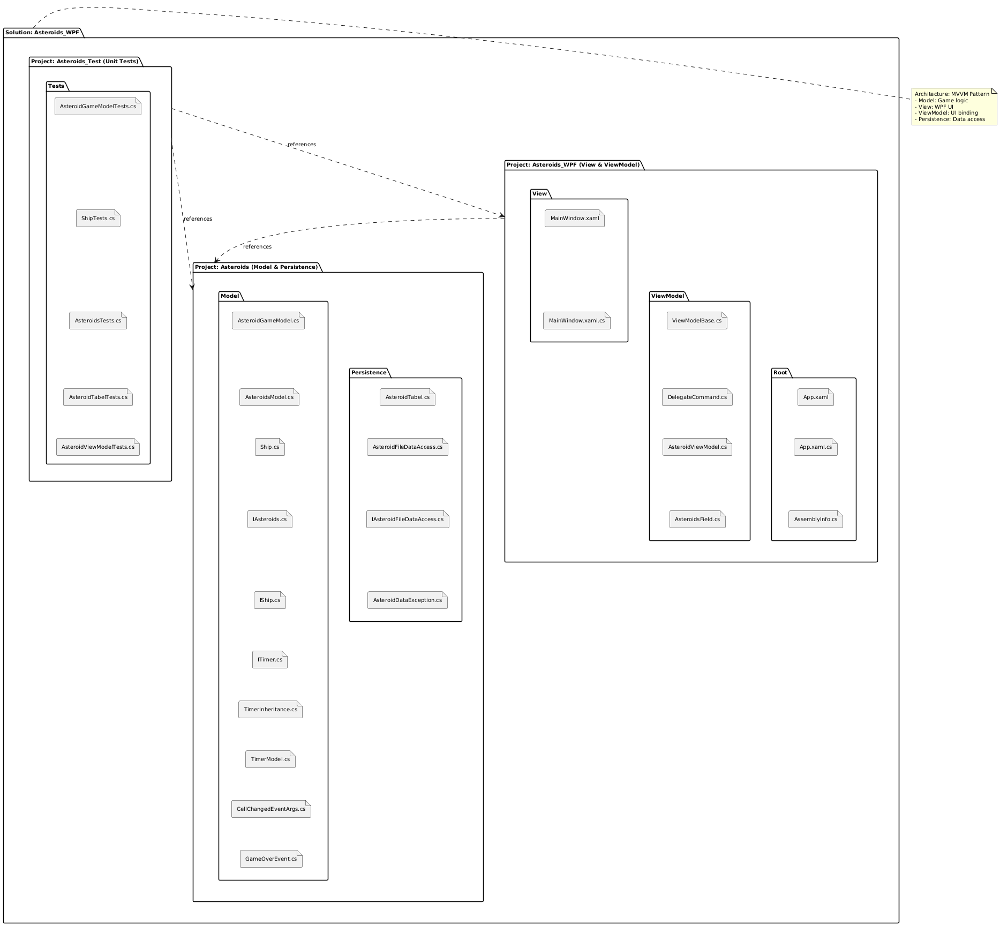 Solution: Asteroids_WPF
Project: Asteroids_Test (Unit Tests)
Tests
AsteroidGameModelTests.cs
ShipTests.cs
AsteroidsTests.cs
AsteroidTabelTests.cs
AsteroidViewModelTests.cs
references
references
references
Project: Asteroids (Model & Persistence)
Model
AsteroidGameModel.cs
AsteroidsModel.cs
Ship.cs
IAsteroids.cs
IShip.cs
ITimer.cs
TimerInheritance.cs
TimerModel.cs
CellChangedEventArgs.cs
GameOverEvent.cs
Persistence
AsteroidTabel.cs
AsteroidFileDataAccess.cs
IAsteroidFileDataAccess.cs
AsteroidDataException.cs
Project: Asteroids_WPF (View & ViewModel)
View
MainWindow.xaml
MainWindow.xaml.cs
ViewModel
ViewModelBase.cs
DelegateCommand.cs
AsteroidViewModel.cs
AsteroidsField.cs
Root
App.xaml
App.xaml.cs
AssemblyInfo.cs
Architecture: MVVM Pattern
- Model: Game logic
- View: WPF UI
- ViewModel: UI binding
- Persistence: Data access